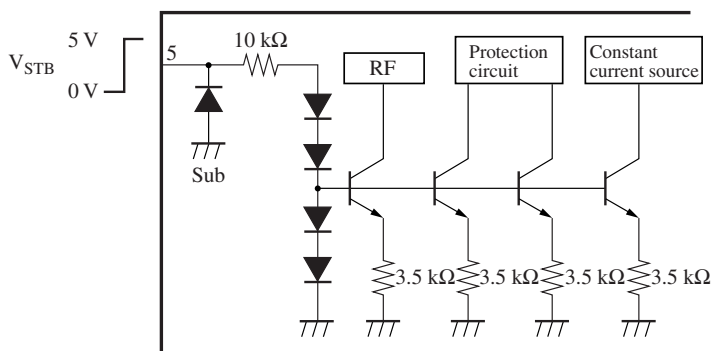 5 V
V_STB
0 V
5
10 kΩ
RF
Protection
circuit
Constant
current source
Sub
3.5 kΩ
3.5 kΩ
3.5 kΩ
3.5 kΩ